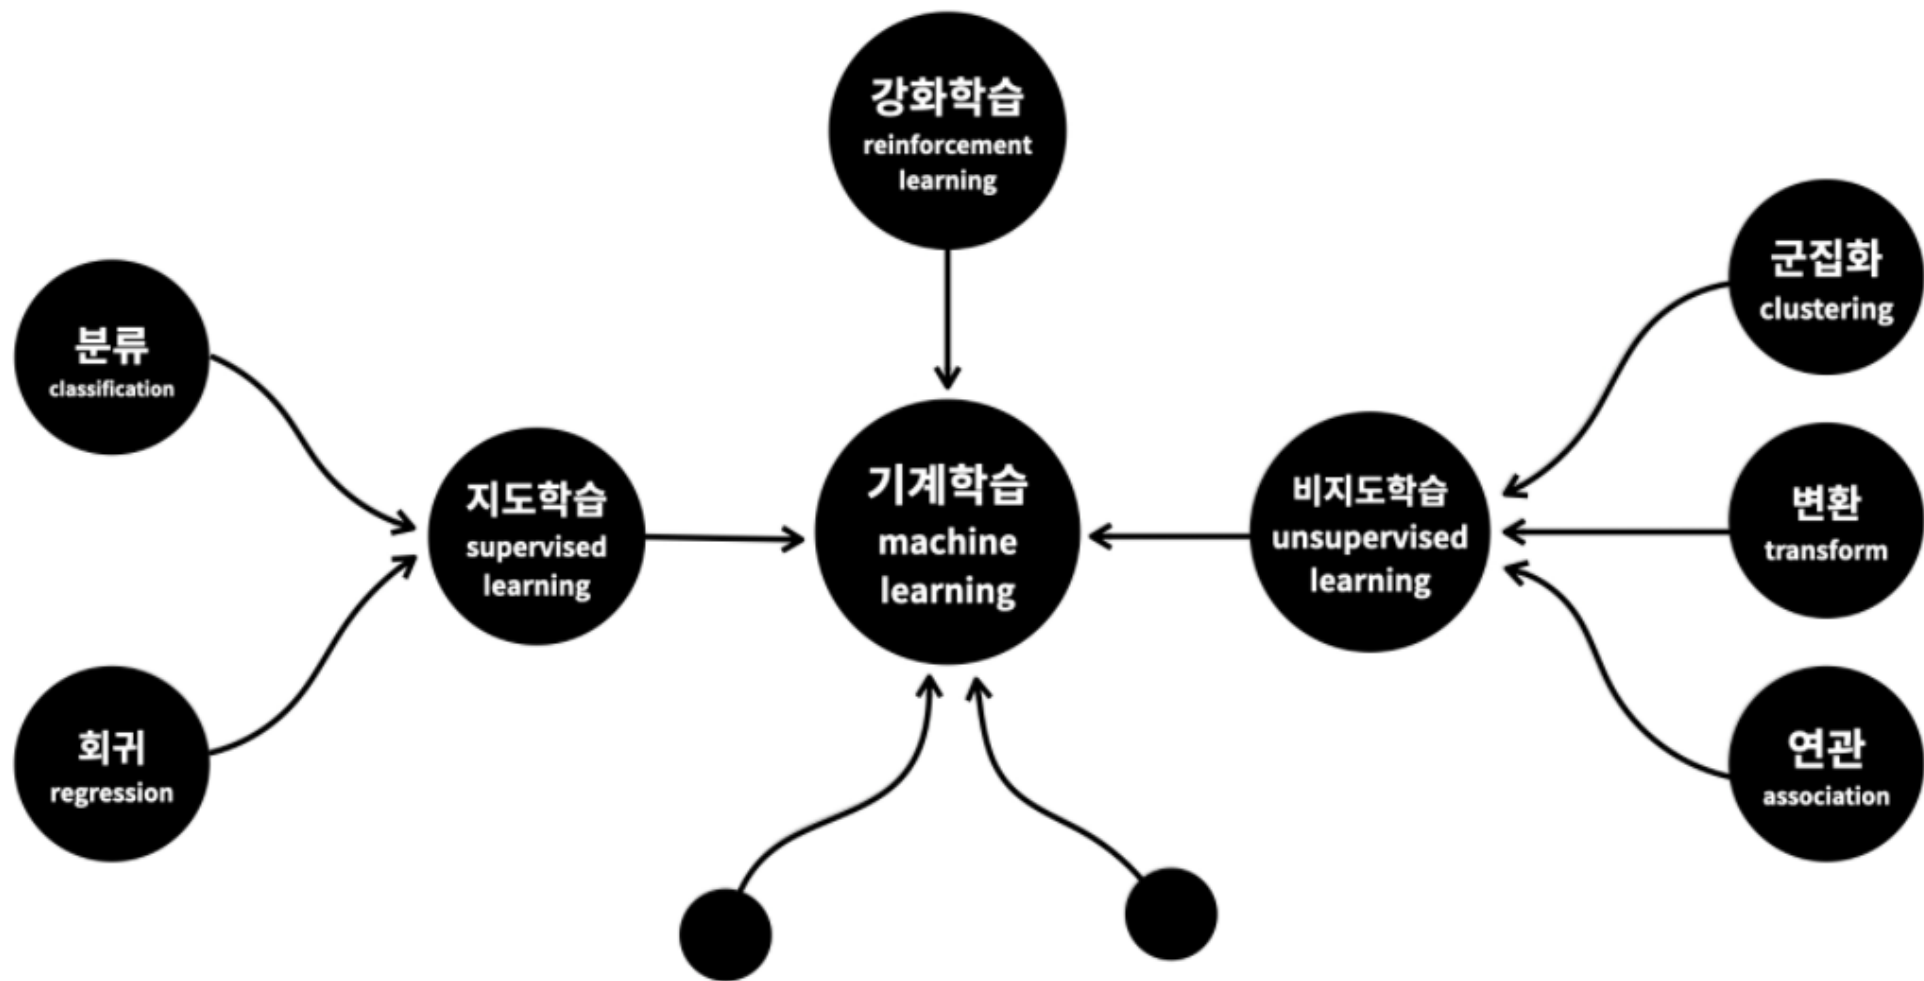 강화학습
reinforcement
learning
분류
classification
회귀
regression
지도학습
supervised
learning
기계학습
machine
learning
비지도학습
unsupervised
learning
군집화
clustering
변환
transform
연관
association